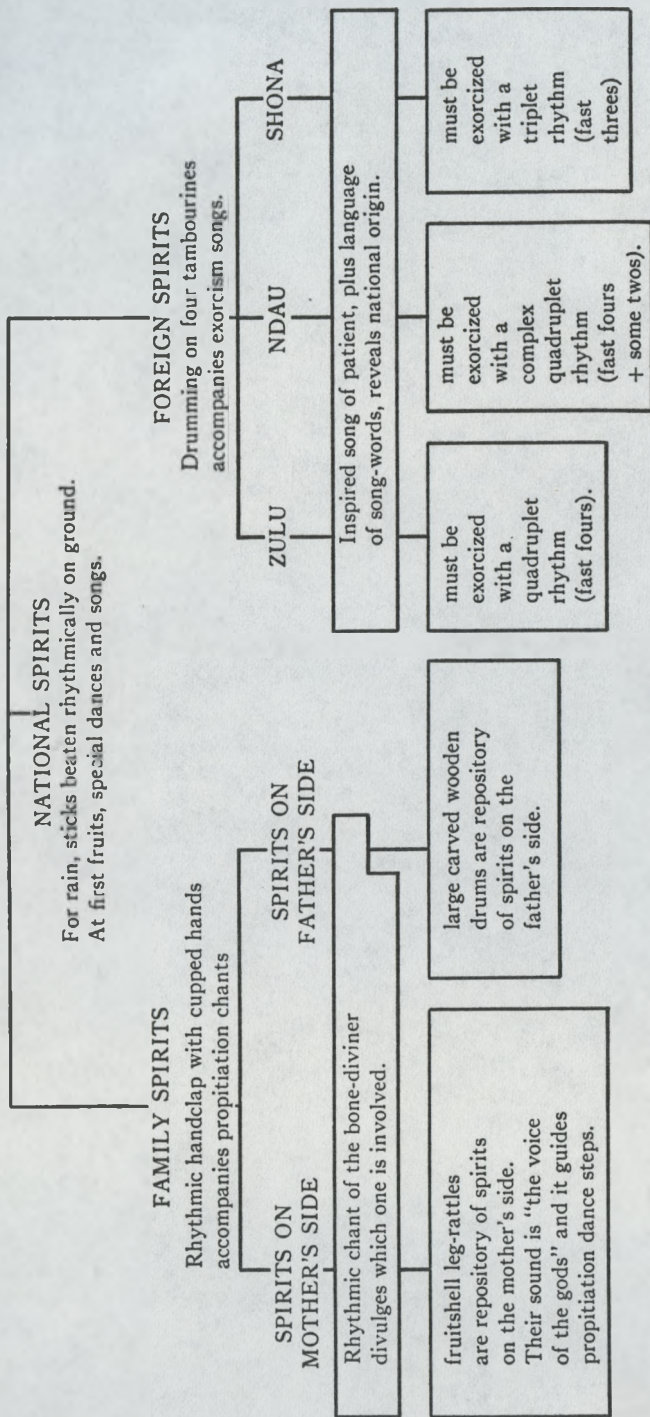 NATIONAL SPIRITS
For rain, sticks beaten rhythmically on ground.
At first fruits, special dances and songs.
FAMILY SPIRITS
Rhythmic handclap with cupped hands
accompanies propitiation chants
SPIRITS ON
MOTHER'S SIDE
SPIRITS ON
FATHER'S SIDE
Rhythmic chant of the bone-diviner
divulges which one is involved.
fruitshell leg-rattles
are repository of spirits
on the mother's side.
Their sound is "the voice
of the gods" and it guides
propitiation dance steps.
large carved wooden
drums are repository
of spirits on the
father's side.
FOREIGN SPIRITS
Drumming on four tambourines
accompanies exorcism songs.
ZULU
NDAU
SHONA
Inspired song of patient, plus language
of song-words, reveals national origin.
must be
exorcized
with a
quadruplet
rhythm
(fast fours).
must be
exorcized
with a
complex
quadruplet
rhythm
(fast fours
+ some twos).
must be
exorcized
with a
triplet
rhythm
(fast
threes)